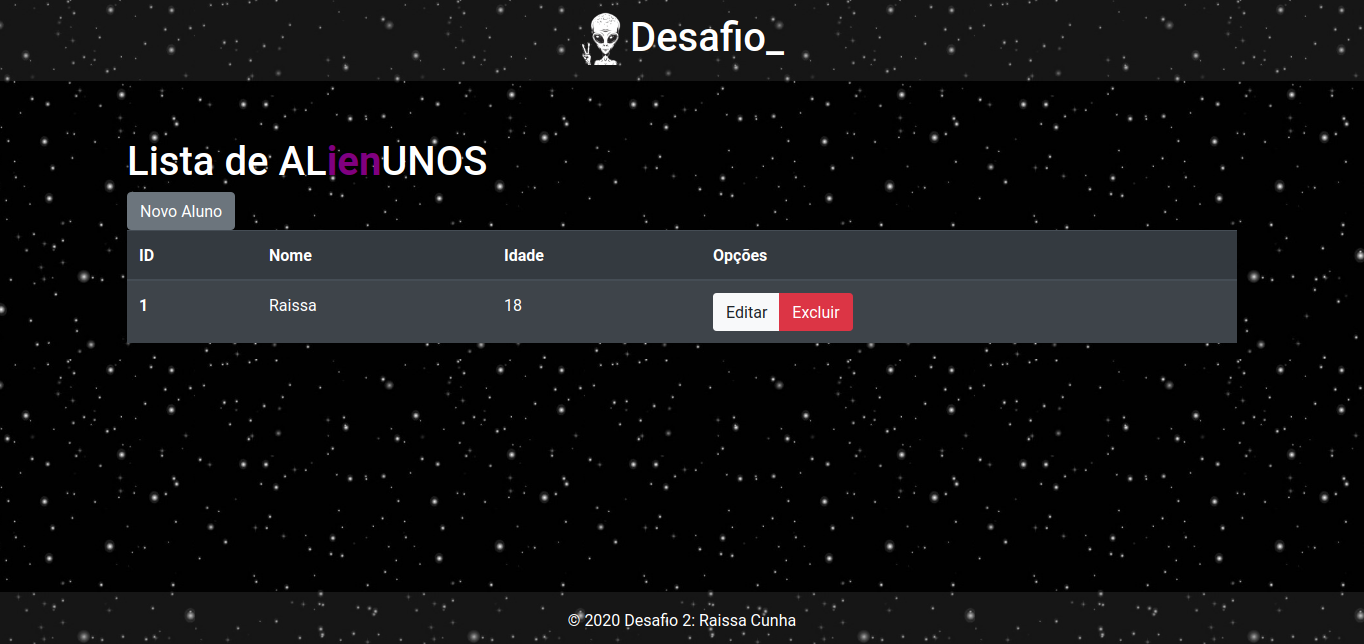 Desafio_
Lista de ALienUNOS
Novo Aluno
ID Nome Idade Opções
1 Raissa 18 Editar Excluir
© 2020 Desafio 2: Raissa Cunha